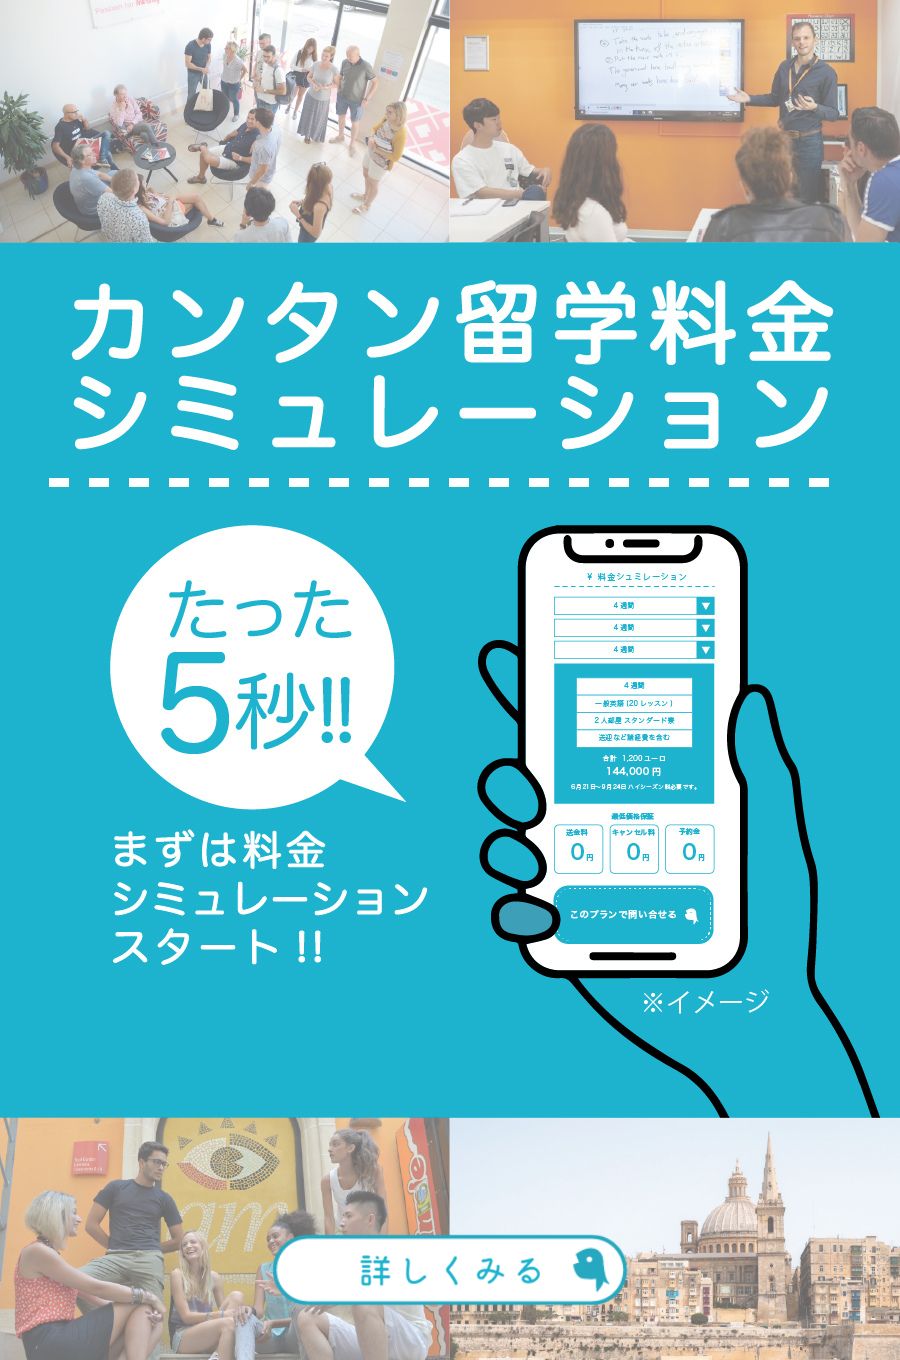 Passion for
カンタン留学料金
シミュレーション
たった
5秒!!
まずは料金
シミュレーション
スタート!!
¥ 料金シュミレーション
4週間
4週間
4週間
4週間
一般英語(20レッスン)
2人部屋スタンダード寮
送迎など諸経費を含む
合計 1,200ユーロ
144,000円
6月21日~9月24日ハイシーズン料必要です。
最低価格保証
送金料 キャンセル料 予約金
0円 0円 0円
このプランで問い合せる
※イメージ
am
詳しくみる